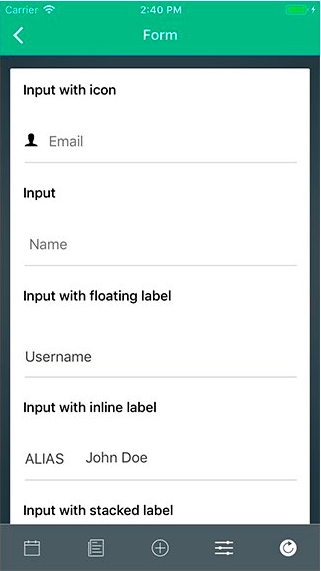 Carrier 2:40 PM
Form
Input with icon
Email
Input
Name
Input with floating label
Username
Input with inline label
ALIAS John Doe
Input with stacked label